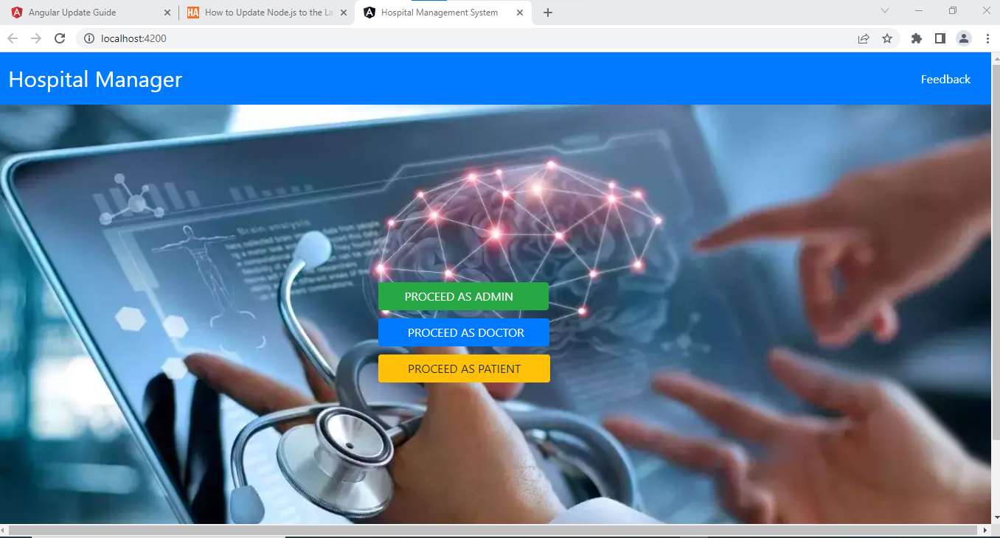 Angular Update Guide
HA
How to Update Node.js to the La
Hospital Management System
localhost:4200
Hospital Manager
Feedback
Brain analysis
PROCEED AS ADMIN
PROCEED AS DOCTOR
PROCEED AS PATIENT